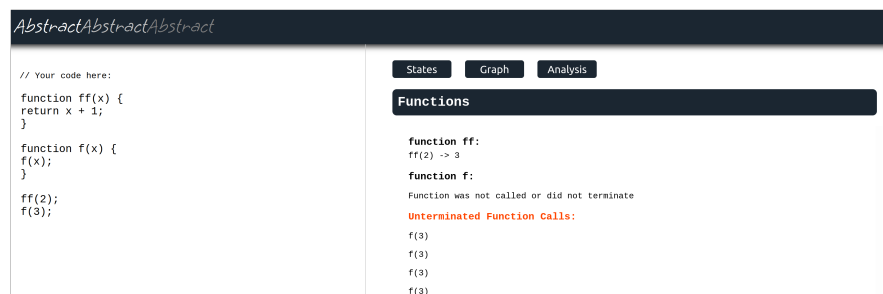 AbstractAbstractAbstract
// Your code here:
function ff(x) {
return x + 1;
}
function f(x) {
f(x);
}
ff(2);
f(3);
States Graph Analysis
Functions
function ff:
ff(2) -> 3
function f:
Function was not called or did not terminate
Unterminated Function Calls:
f(3)
f(3)
f(3)
f(3)